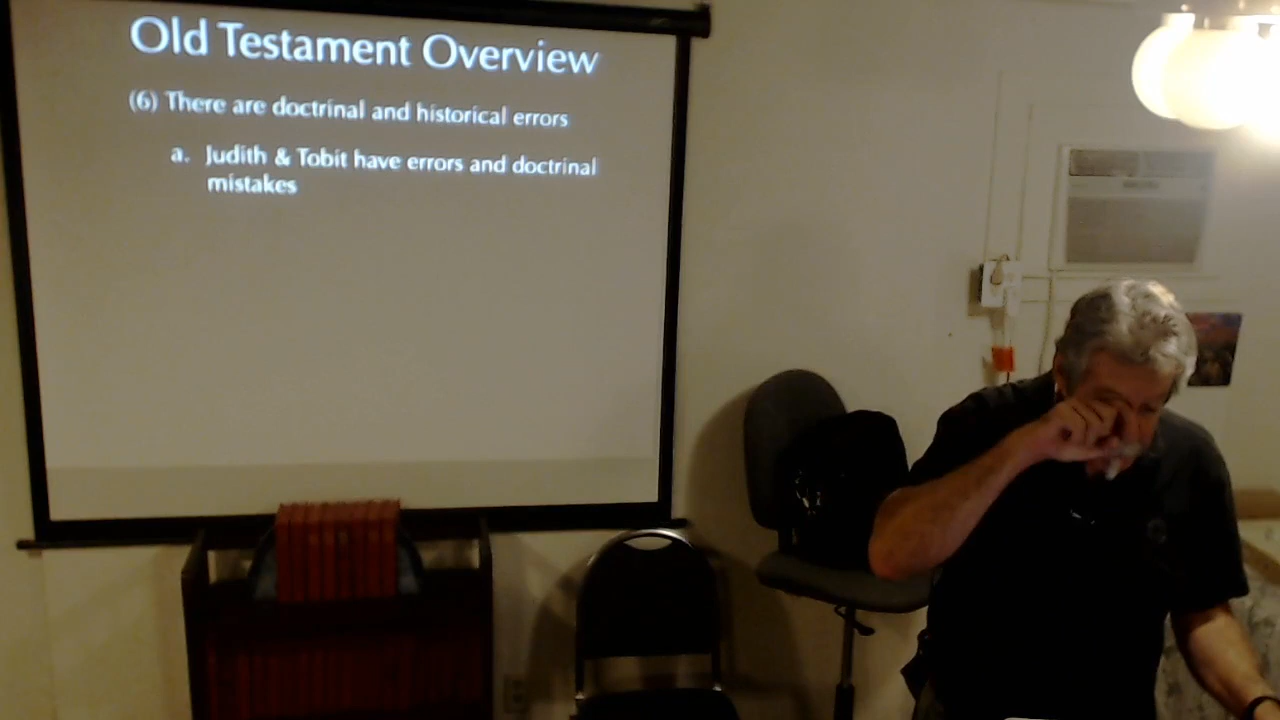 Old Testament Overview
(6) There are doctrinal and historical errors
a. Judith & Tobit have errors and doctrinal
mistakes